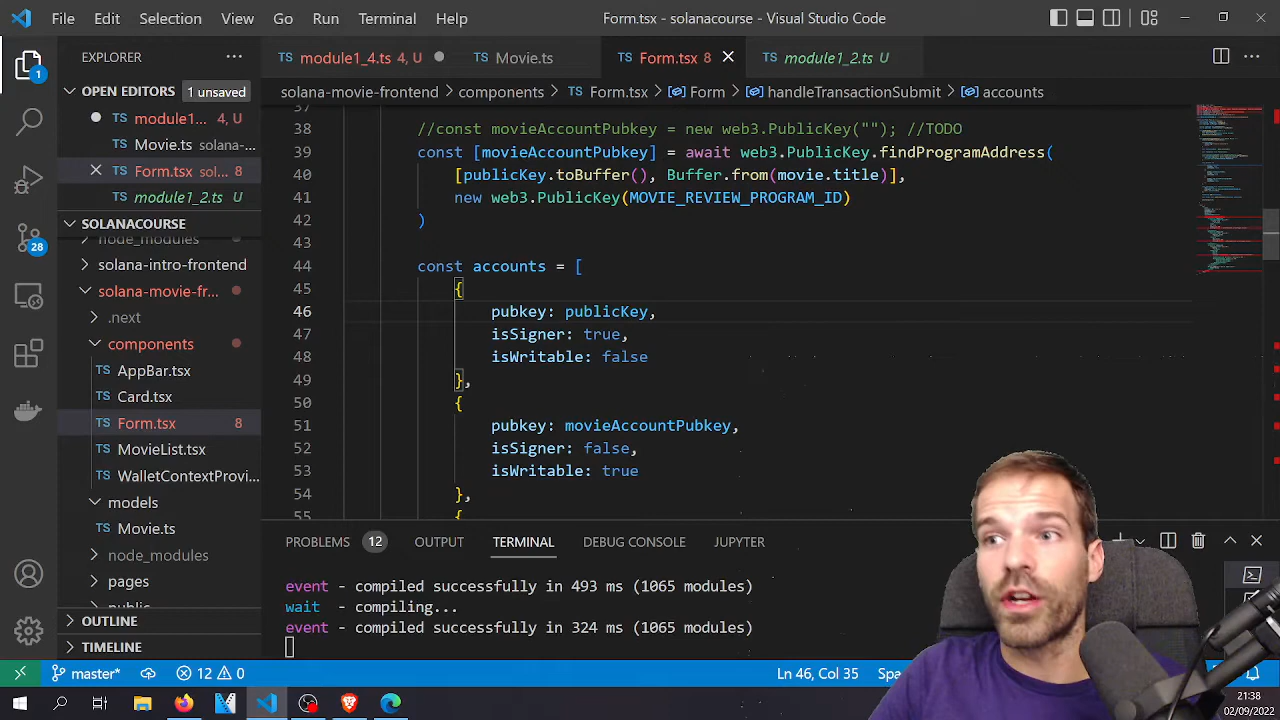 File Edit Selection View Go Run Terminal Help Form.tsx - solanacourse - Visual Studio Code
EXPLORER ...
TS module1_4.ts 4, U TS Movie.ts TS Form.tsx 8 TS module1_2.ts U
1
OPEN EDITORS 1 unsaved
solana-movie-frontend > components > TS Form.tsx > Form > handleTransactionSubmit > accounts
TS module1... 4, U
TS Movie.ts solana-...
TS Form.tsx sol... 8
TS module1_2.ts U
SOLANACOURSE
node_modules
solana-intro-frontend
solana-movie-fr...
.next
components
TS AppBar.tsx
TS Card.tsx
TS Form.tsx 8
TS MovieList.tsx
TS WalletContextProvi...
models
TS Movie.ts
node_modules
pages
public
OUTLINE
TIMELINE
28
37
38 //const movieAccountPubkey = new web3.PublicKey(""); //TODO
39 const [movieAccountPubkey] = await web3.PublicKey.findProgramAddress(
40 [publicKey.toBuffer(), Buffer.from(movie.title)],
41 new web3.PublicKey(MOVIE_REVIEW_PROGRAM_ID)
42 )
43
44 const accounts = [
45 {
46 pubkey: publicKey,
47 isSigner: true,
48 isWritable: false
49 },
50 {
51 pubkey: movieAccountPubkey,
52 isSigner: false,
53 isWritable: true
54 },
55 {
PROBLEMS 12 OUTPUT TERMINAL DEBUG CONSOLE JUPYTER
event - compiled successfully in 493 ms (1065 modules)
wait - compiling...
event - compiled successfully in 324 ms (1065 modules)
master* 12 0 Ln 46, Col 35
21:38
02/09/2022